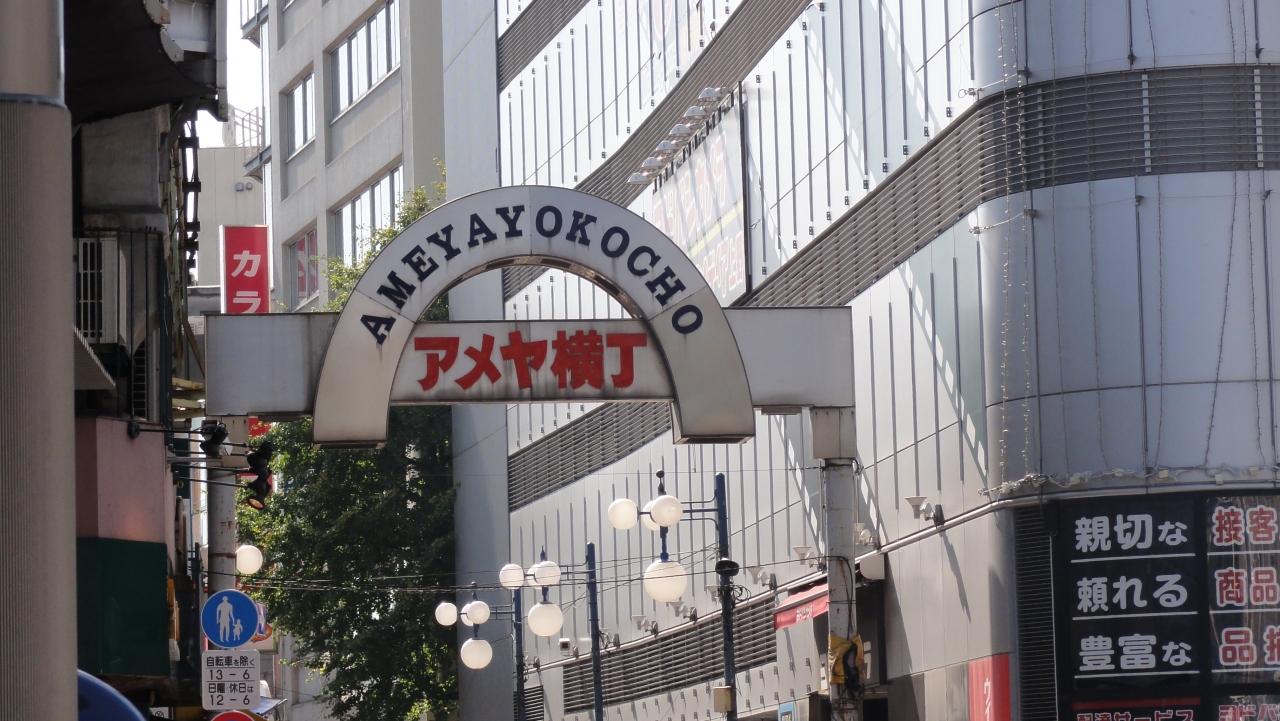 AMEYAYOKOCHO
アメヤ横丁
カラ
自転車を除く
13-6
日曜・休日は
12-6
親切な
接客
頼れる
商品
豊富な
品揃